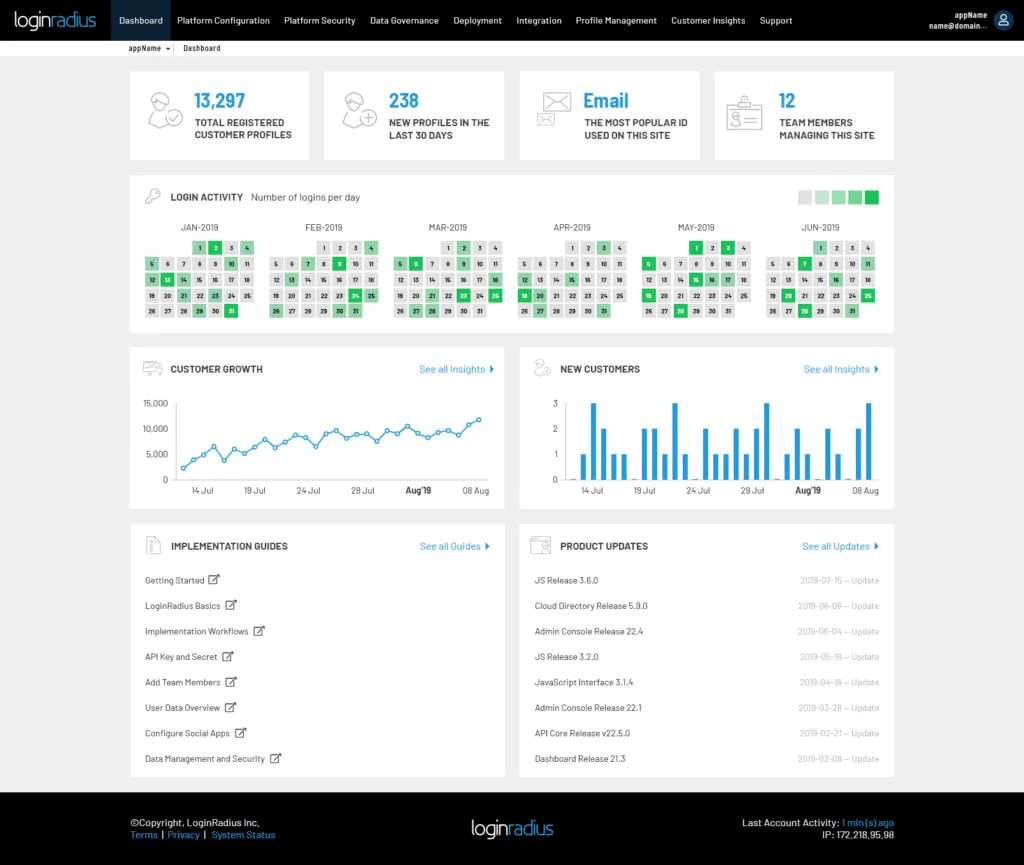 loginradius
Dashboard Platform Configuration Platform Security Data Governance Deployment Integration Profile Management Customer Insights Support
appName
name@domain...
appName Dashboard
13,297
TOTAL REGISTERED
CUSTOMER PROFILES
238
NEW PROFILES IN THE
LAST 30 DAYS
Email
THE MOST POPULAR ID
USED ON THIS SITE
12
TEAM MEMBERS
MANAGING THIS SITE
LOGIN ACTIVITY Number of logins per day
JAN-2019 FEB-2019 MAR-2019 APR-2019 MAY-2019 JUN-2019
1 2 3 4 1 2 3 4 1 2 3 4 1 2 3 4 1 2 3 4 1 2 3 4
5 6 7 8 9 10 11 5 6 7 8 9 10 11 5 6 7 8 9 10 11 5 6 7 8 9 10 11 5 6 7 8 9 10 11 5 6 7 8 9 10 11
12 13 14 15 16 17 18 12 13 14 15 16 17 18 12 13 14 15 16 17 18 12 13 14 15 16 17 18 12 13 14 15 16 17 18 12 13 14 15 16 17 18
19 20 21 22 23 24 25 19 20 21 22 23 24 25 19 20 21 22 23 24 25 19 20 21 22 23 24 25 19 20 21 22 23 24 25 19 20 21 22 23 24 25
26 27 28 29 30 31 26 27 28 29 30 31 26 27 28 29 30 31 26 27 28 29 30 31 26 27 28 29 30 31 26 27 28 29 30 31
CUSTOMER GROWTH See all Insights
15,000
10,000
5,000
0
14 Jul 19 Jul 24 Jul 29 Jul Aug'19 08 Aug
NEW CUSTOMERS See all Insights
3
2
1
0
14 Jul 19 Jul 24 Jul 29 Jul Aug'19 08 Aug
IMPLEMENTATION GUIDES See all Guides
Getting Started
LoginRadius Basics
Implementation Workflows
API Key and Secret
Add Team Members
User Data Overview
Configure Social Apps
Data Management and Security
PRODUCT UPDATES See all Updates
JS Release 3.6.0 2019-07-15 — Update
Cloud Directory Release 5.9.0 2019-06-06 — Update
Admin Console Release 22.4 2019-06-04 — Update
JS Release 3.2.0 2019-05-16 — Update
JavaScript Interface 3.1.4 2019-04-18 — Update
Admin Console Release 22.1 2019-03-28 — Update
API Core Release v22.5.0 2019-02-21 — Update
Dashboard Release 21.3 2019-02-08 — Update
©Copyright, LoginRadius Inc.
Terms | Privacy | System Status
loginradius
Last Account Activity: 1 min (s) ago
IP: 172.218.95.98